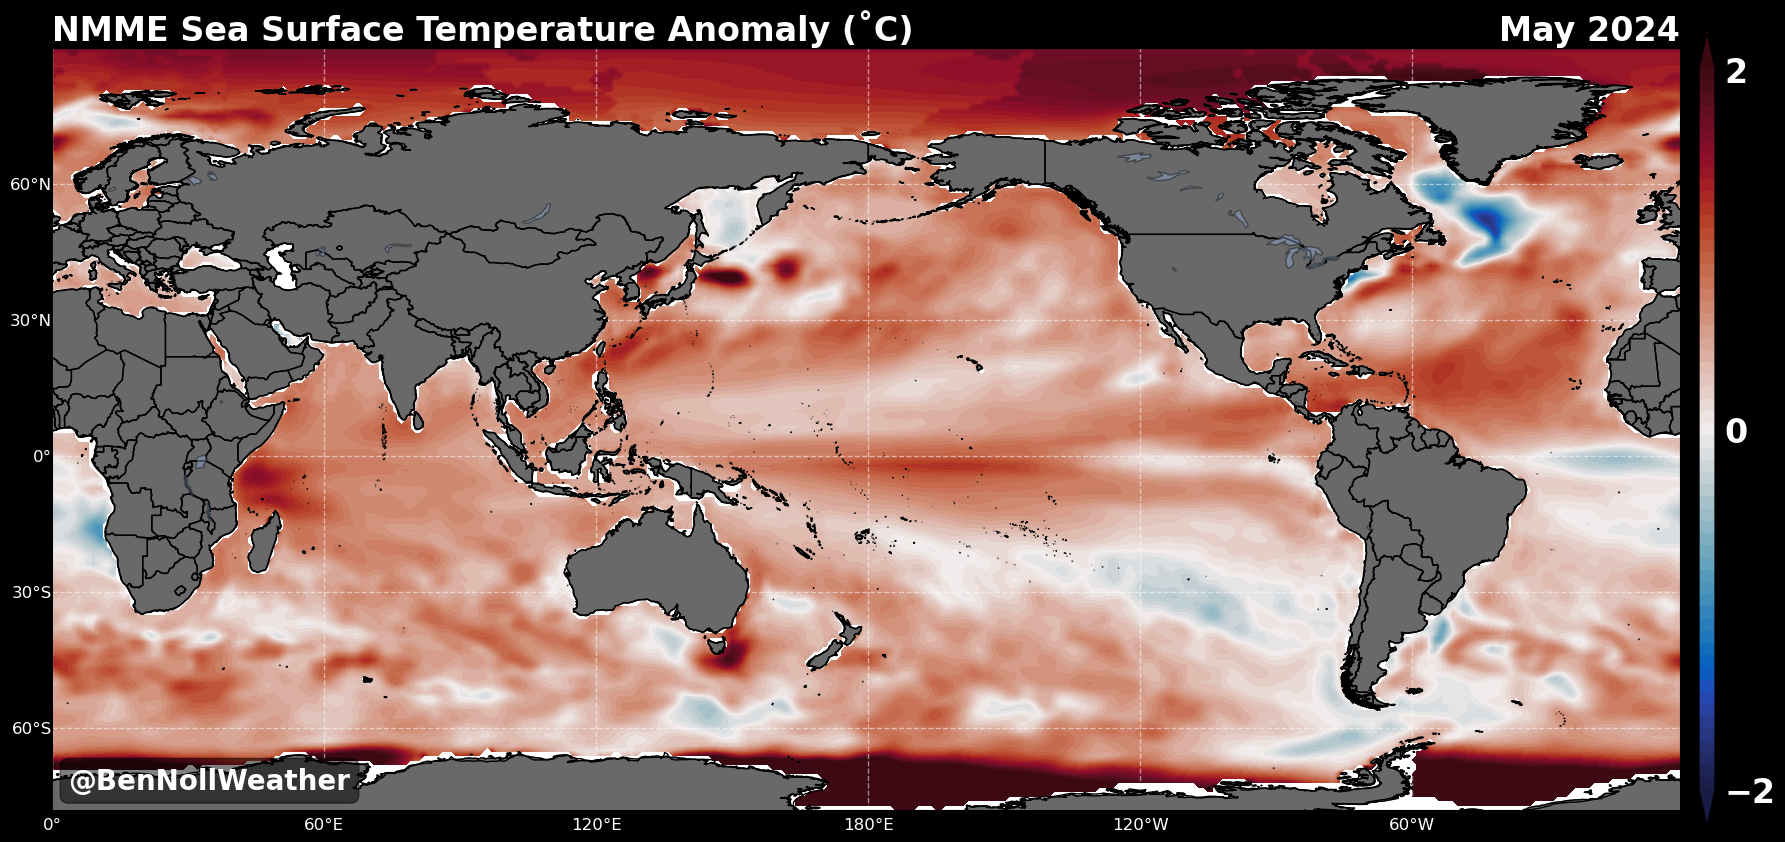 NMME Sea Surface Temperature Anomaly (˚C)
May 2024
2
0
−2
60°N
30°N
0°
30°S
60°S
@BenNollWeather
0°
60°E
120°E
180°E
120°W
60°W